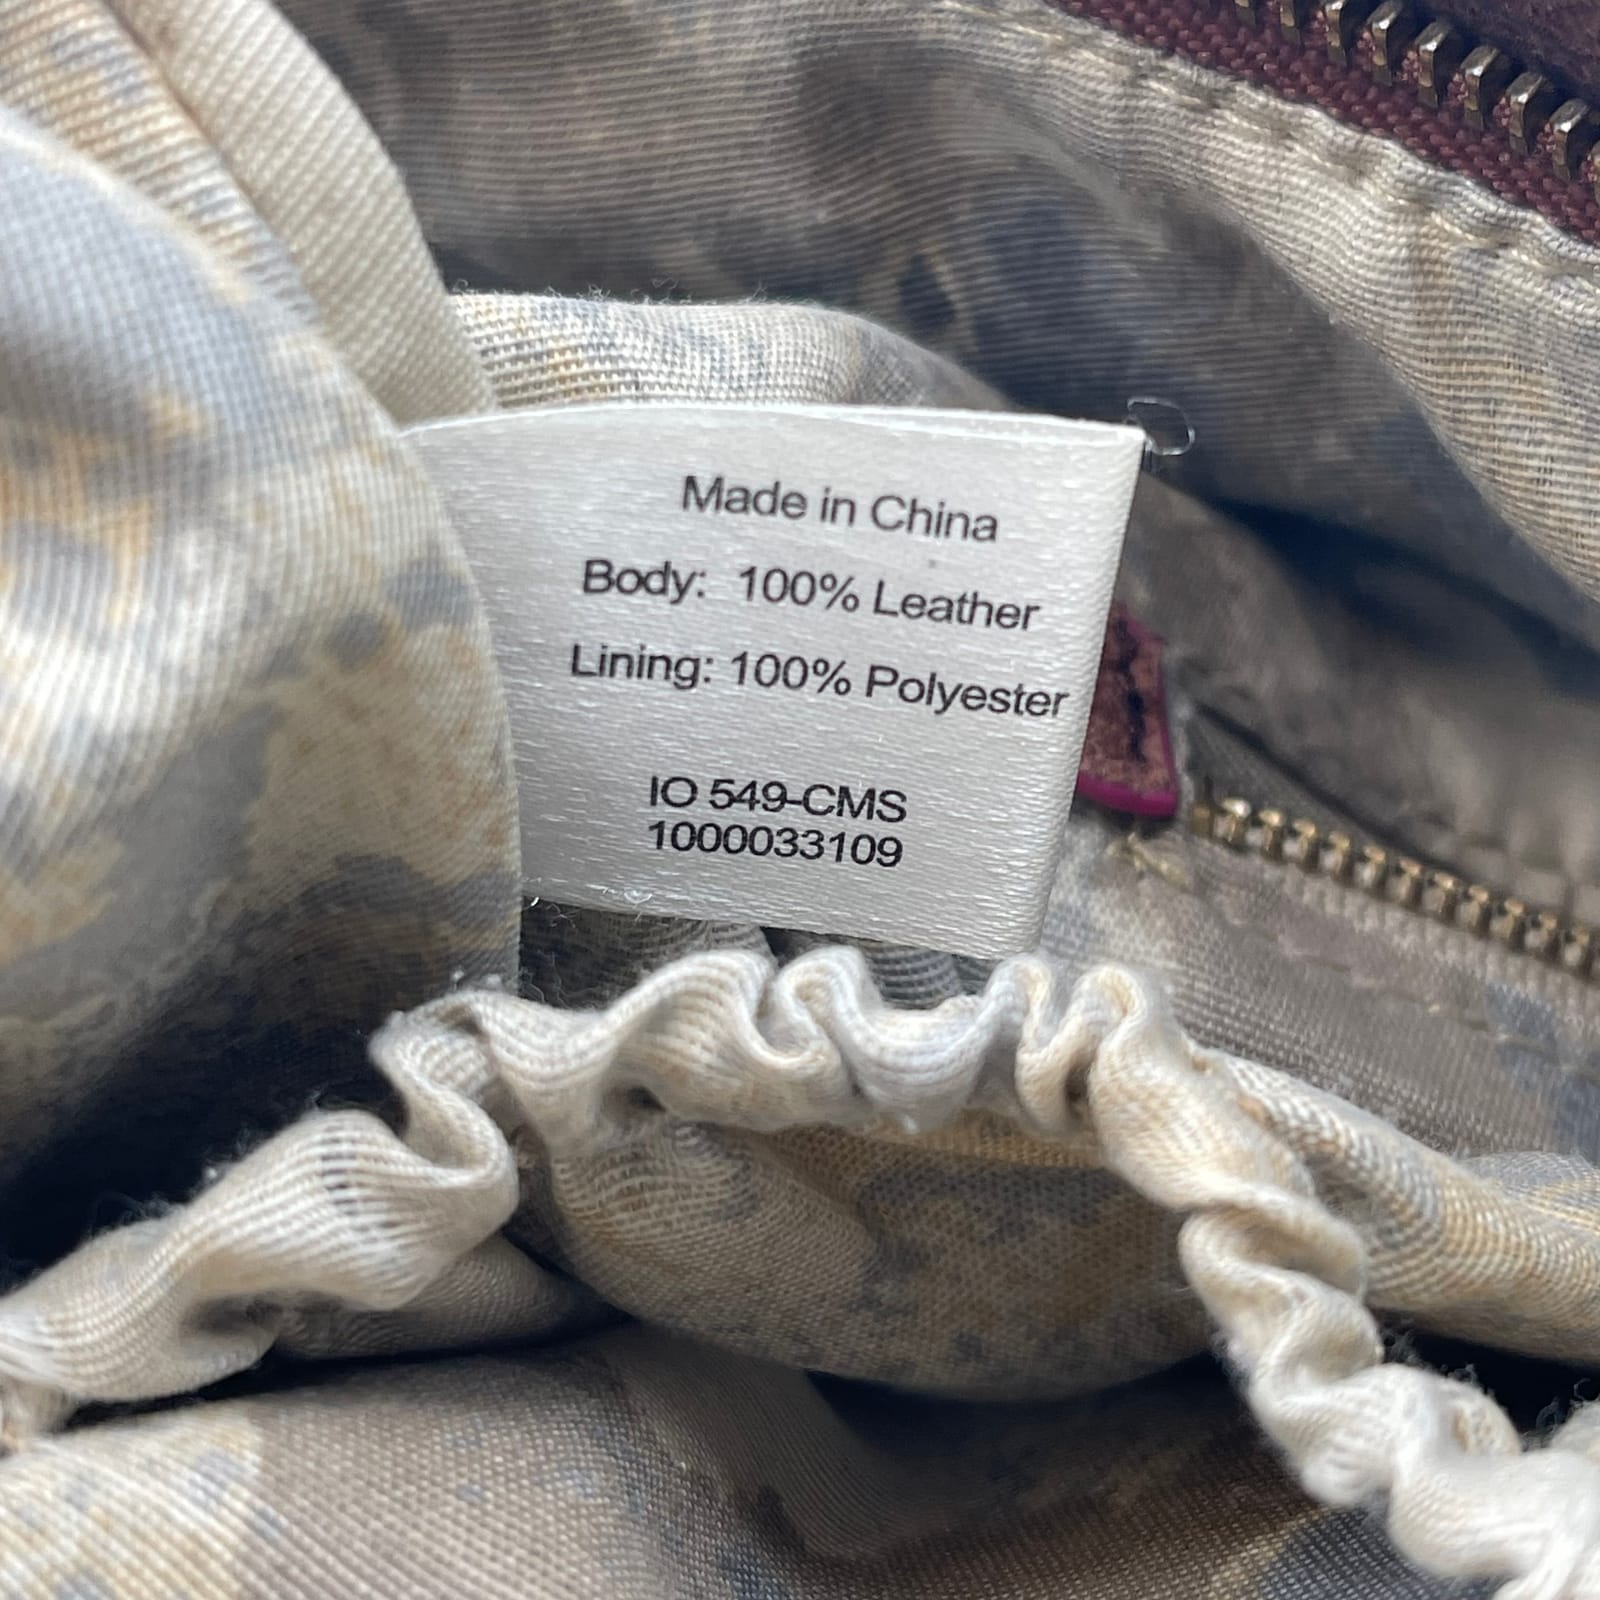 Made in China
Body: 100% Leather
Lining: 100% Polyester
IO 549-CMS
1000033109